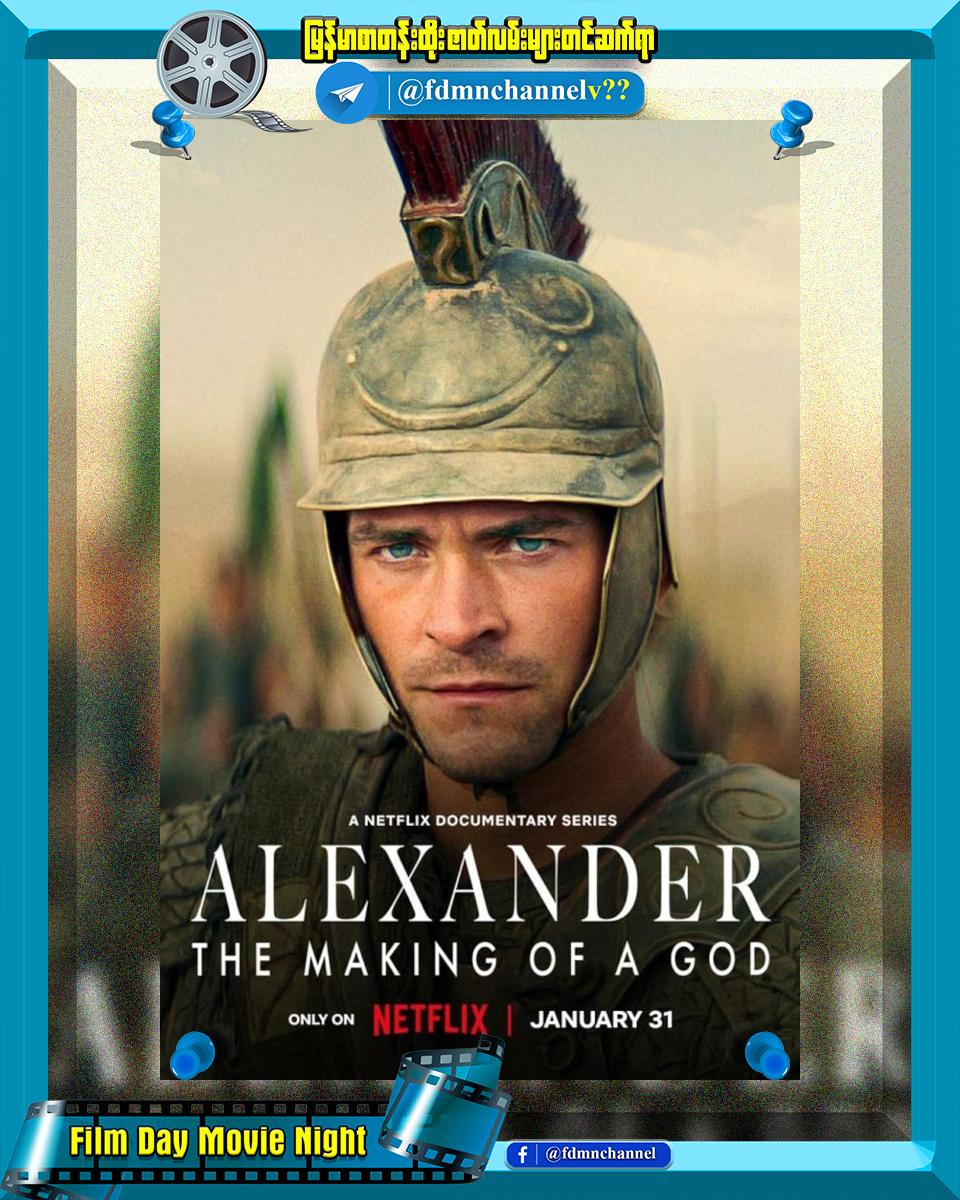 မြန်မာစာတန်းထိုးဇာတ်လမ်းများတင်ဆက်ရာ
@fdmnchannelv??
A NETFLIX DOCUMENTARY SERIES
ALEXANDER
THE MAKING OF A GOD
ONLY ON NETFLIX | JANUARY 31
Film Day Movie Night
f | @fdmnchannel